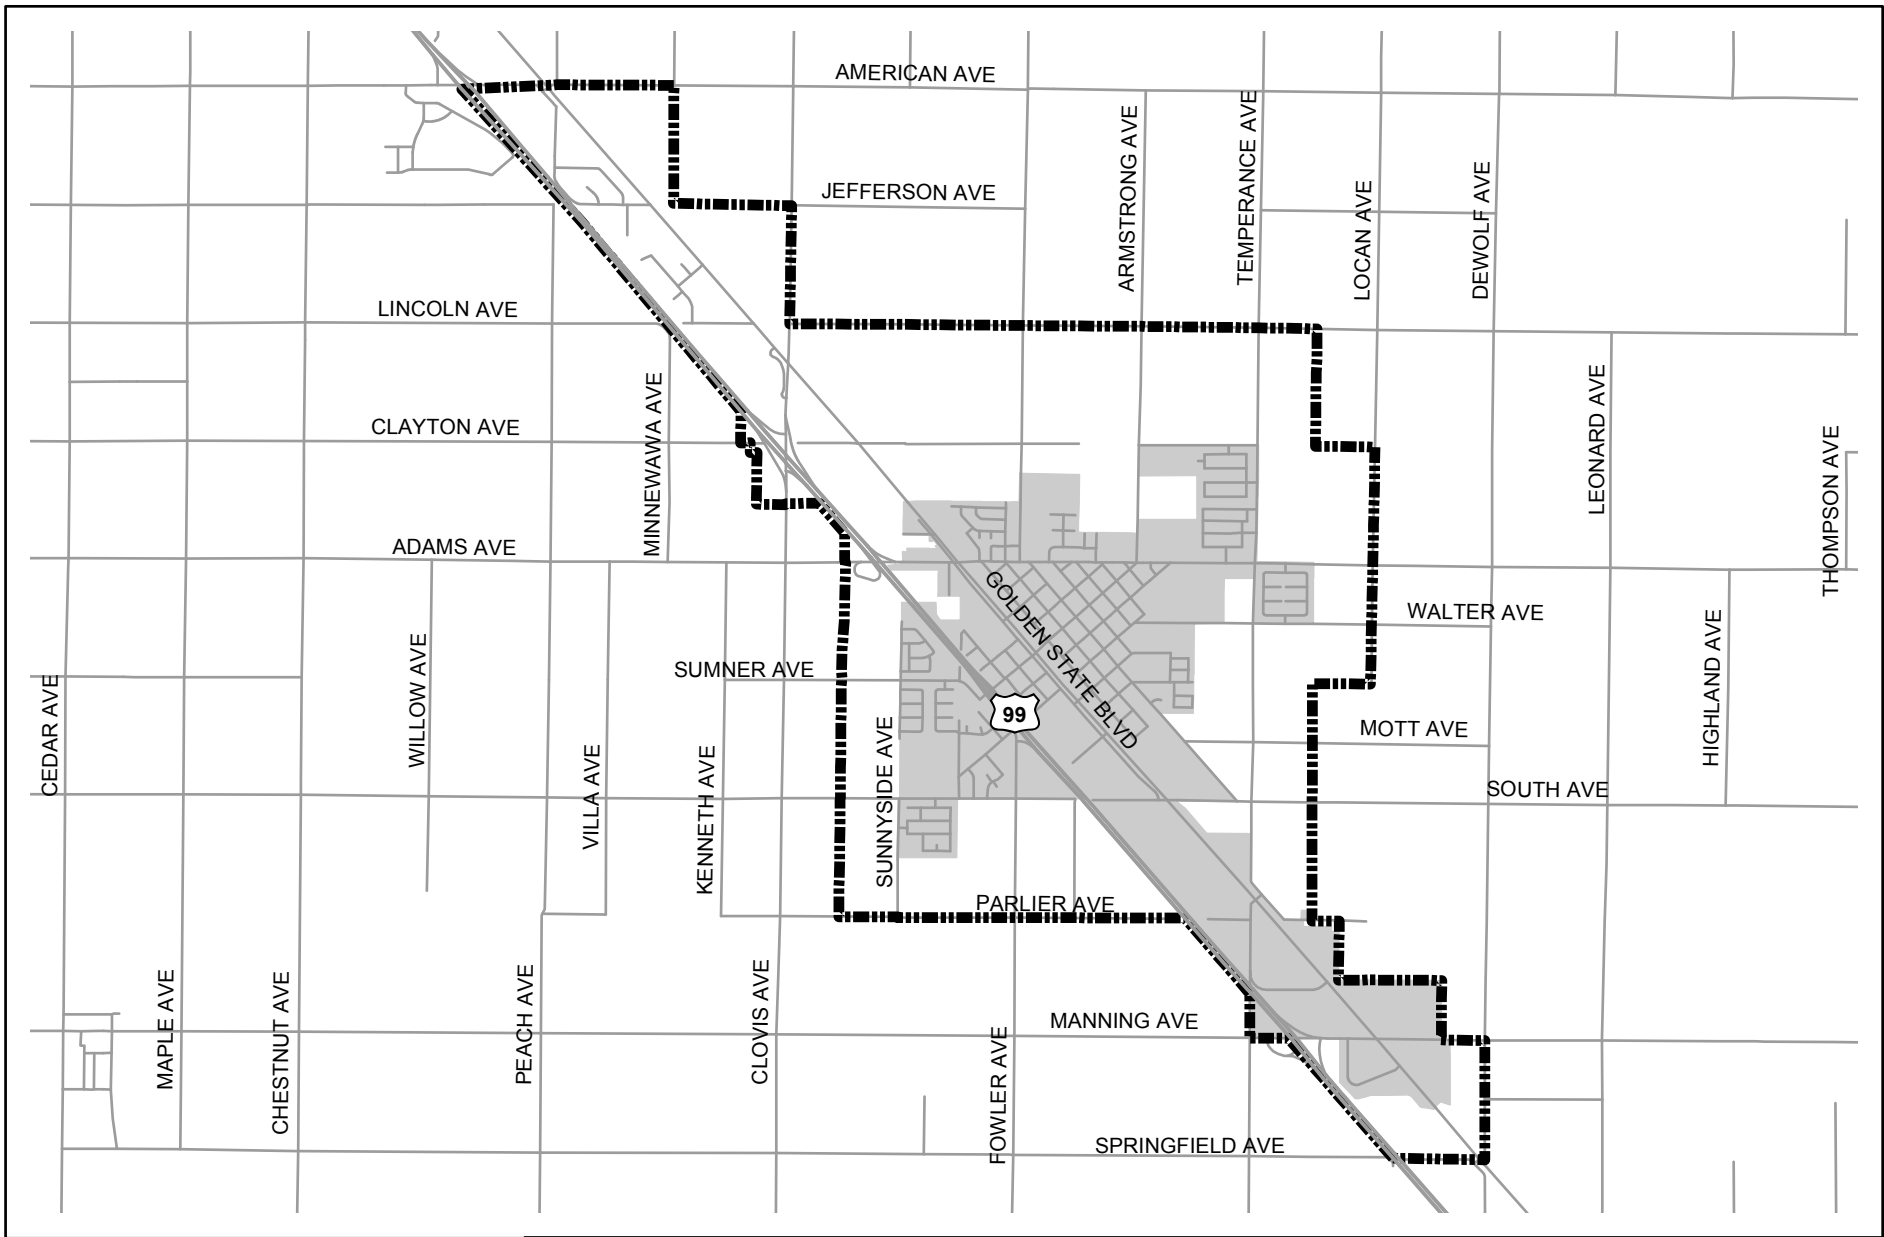 AMERICAN AVE
JEFFERSON AVE
ARMSTRONG AVE
TEMPERANCE AVE
LOCAN AVE
DEWOLF AVE
LINCOLN AVE
MINNEWAWA AVE
CLAYTON AVE
LEONARD AVE
THOMPSON AVE
ADAMS AVE
GOLDEN STATE BLVD
WALTER AVE
WILLOW AVE
SUMNER AVE
HIGHLAND AVE
CEDAR AVE
99
SUNNYSIDE AVE
MOTT AVE
VILLA AVE
KENNETH AVE
SOUTH AVE
PARLIER AVE
MAPLE AVE
CHESTNUT AVE
PEACH AVE
CLOVIS AVE
FOWLER AVE
MANNING AVE
SPRINGFIELD AVE